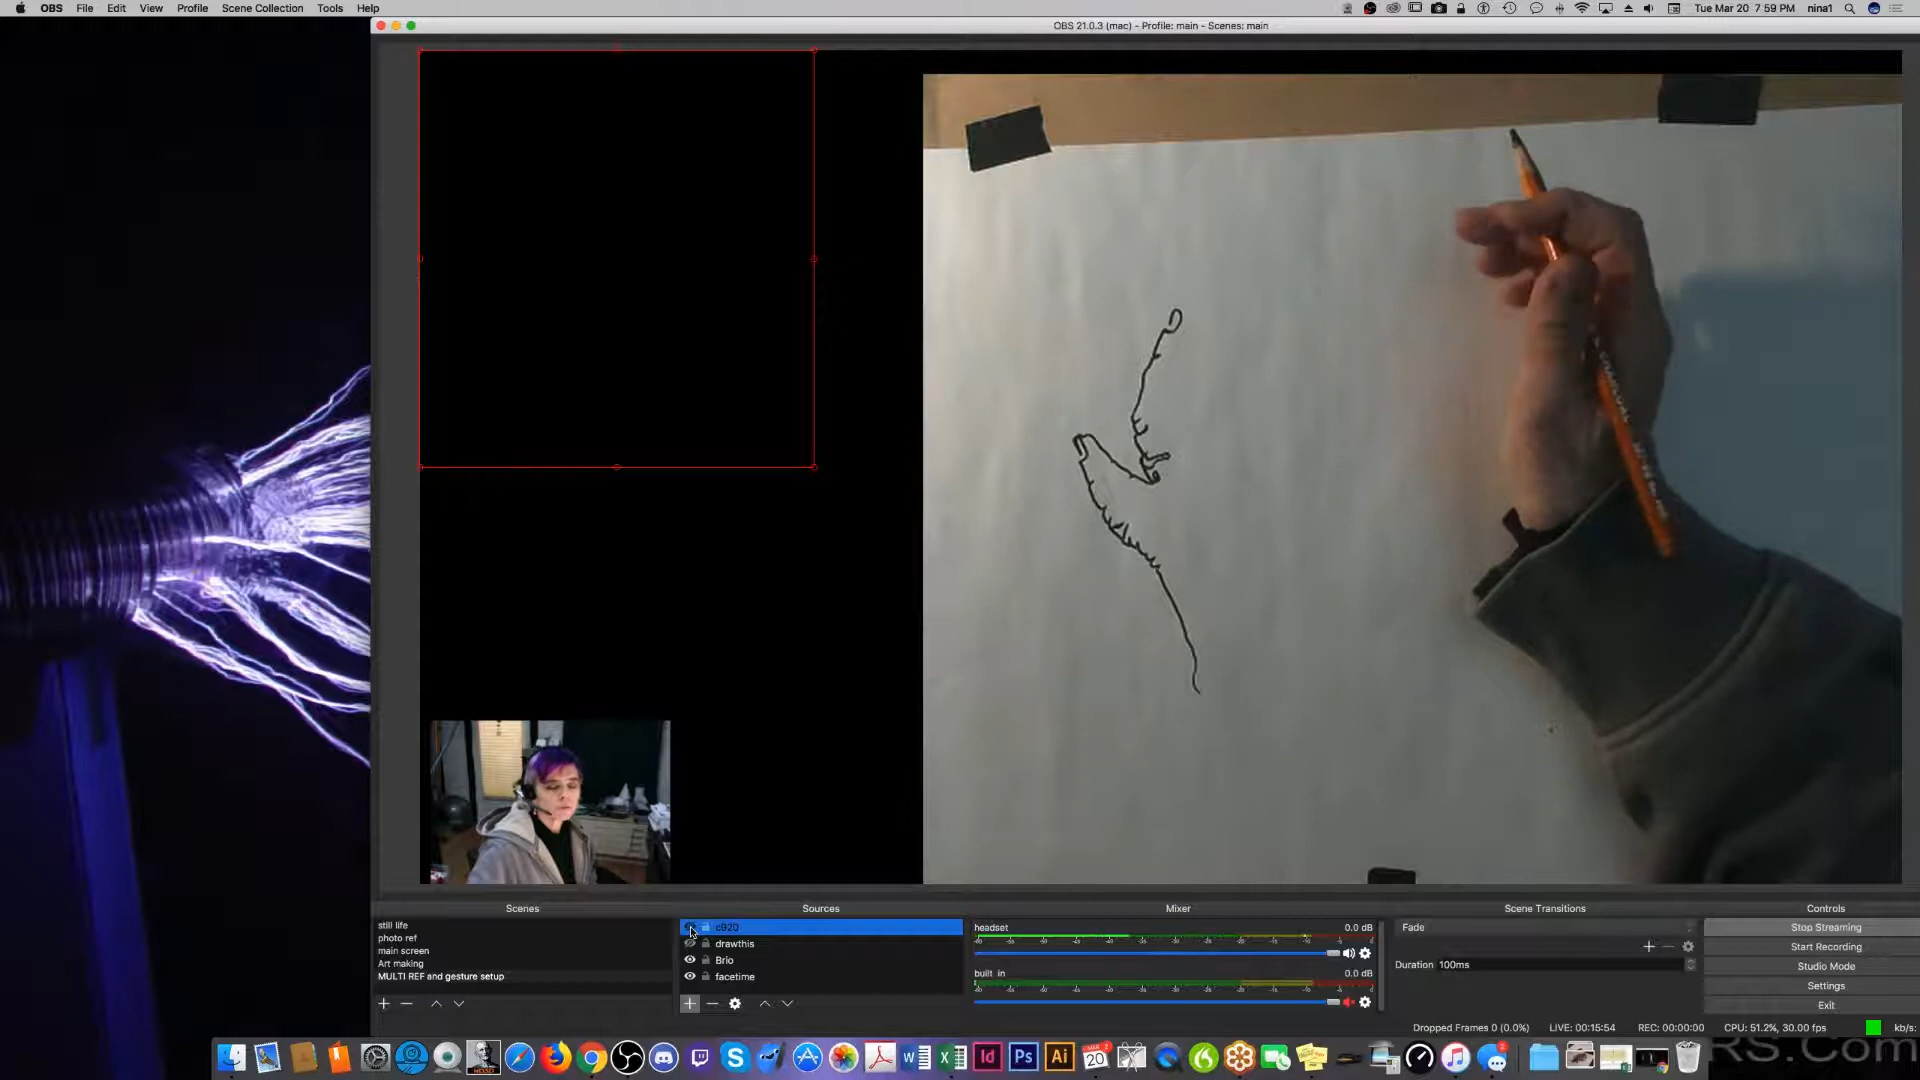 OBS File Edit View Profile Scene Collection Tools Help
Tue Mar 20 7:59 PM nina1
OBS 21.0.3 (mac) - Profile: main - Scenes: main
Scenes
still life
photo ref
main screen
Art making
MULTI REF and gesture setup
Sources
c920
drawthis
Brio
facetime
Mixer
headset 0.0 dB
built in 0.0 dB
Scene Transitions
Fade
Duration 100ms
Controls
Stop Streaming
Start Recording
Studio Mode
Settings
Exit
Dropped Frames 0 (0.0%) LIVE: 00:15:54 REC: 00:00:00 CPU: 51.2%, 30.00 fps kb/s:
RS.Com